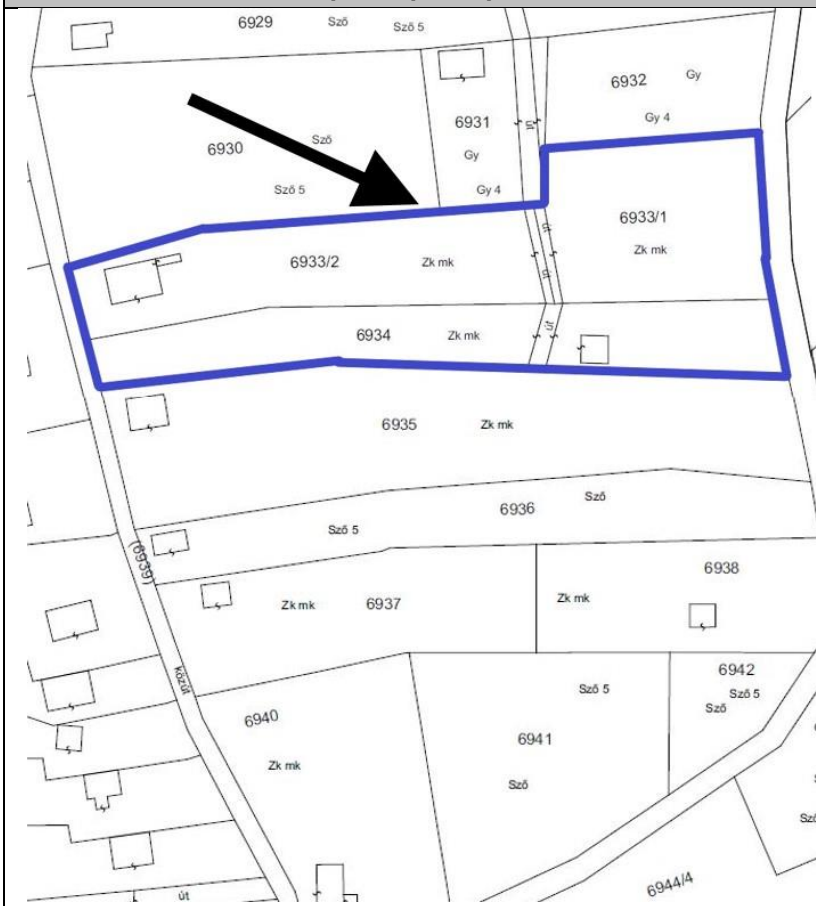 6929 Sző
Sző 5
6932 Gy
Gy 4
6931
Gy
Gy 4
út
6930 Sző
Sző 5
6933/1
Zk mk
út
út
6933/2 Zk mk
6934 Zk mk
út
6935 Zk mk
6936 Sző
Sző 5
(6939)
közút
Zk mk 6937
Zk mk
6938
6940
Zk mk
Sző 5
6941
Sző
6942
Sző 5
Sző
6944/4
út